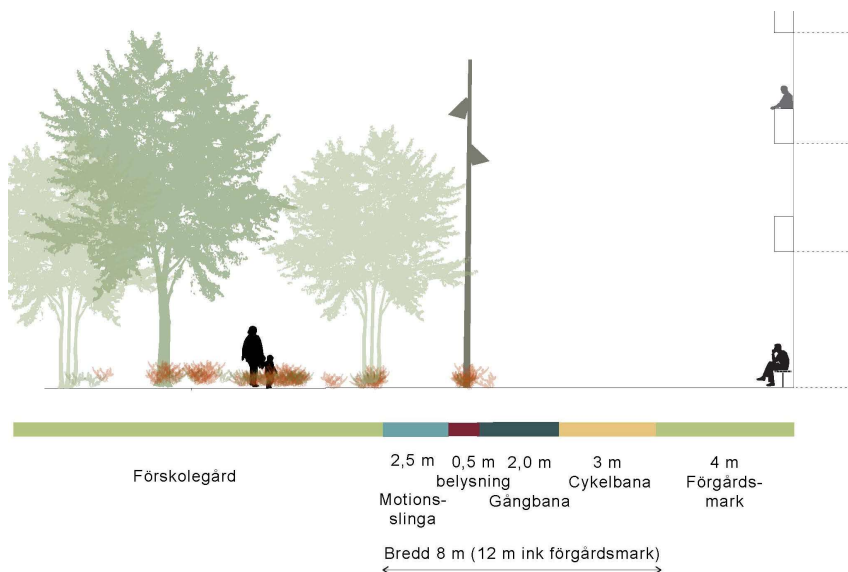 Förskolegård
2,5 m
Motions-
slinga
0,5 m
belysning
2,0 m
Gångbana
3 m
Cykelbana
4 m
Förgårds-
mark
Bredd 8 m (12 m ink förgårdsmark)